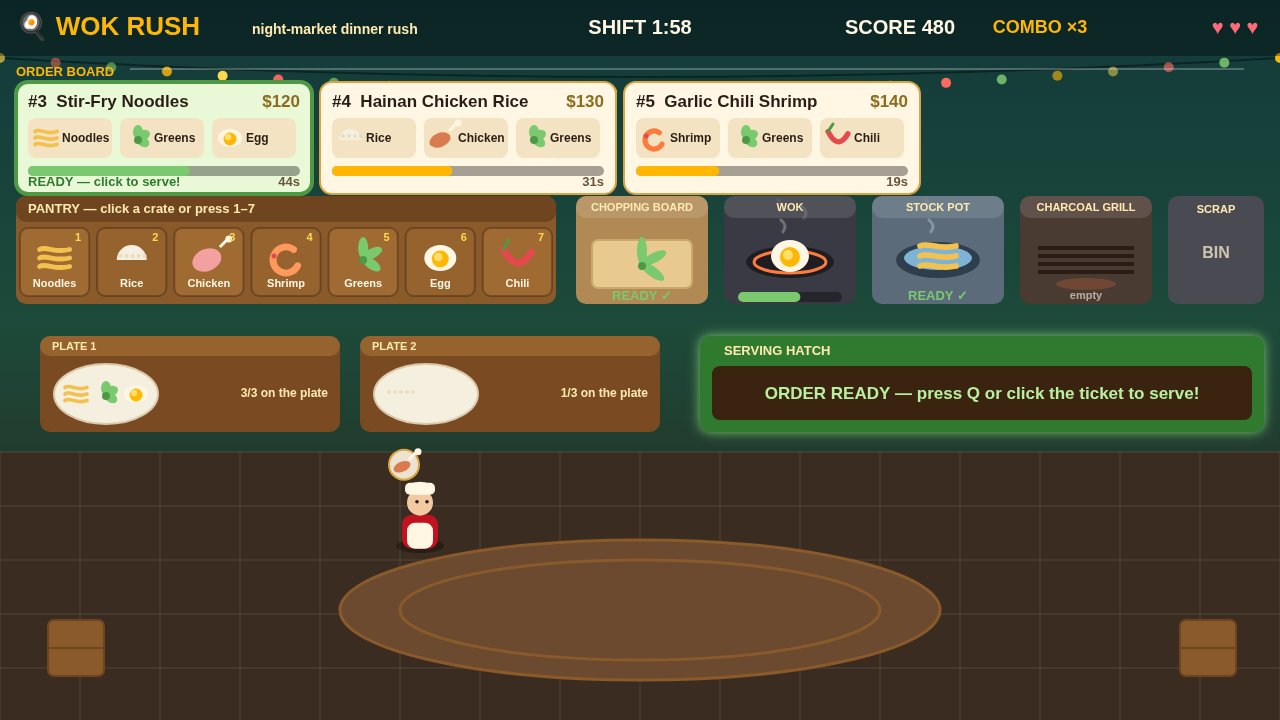 WOK RUSH
night-market dinner rush
SHIFT 1:58
SCORE 480
COMBO ×3
ORDER BOARD
#3 Stir-Fry Noodles $120
Noodles Greens Egg
READY — click to serve! 44s
#4 Hainan Chicken Rice $130
Rice Chicken Greens
31s
#5 Garlic Chili Shrimp $140
Shrimp Greens Chili
19s
PANTRY — click a crate or press 1–7
1 2 3 4 5 6 7
Noodles Rice Chicken Shrimp Greens Egg Chili
CHOPPING BOARD
READY ✓
WOK
STOCK POT
READY ✓
CHARCOAL GRILL
empty
SCRAP
BIN
PLATE 1
3/3 on the plate
PLATE 2
1/3 on the plate
SERVING HATCH
ORDER READY — press Q or click the ticket to serve!